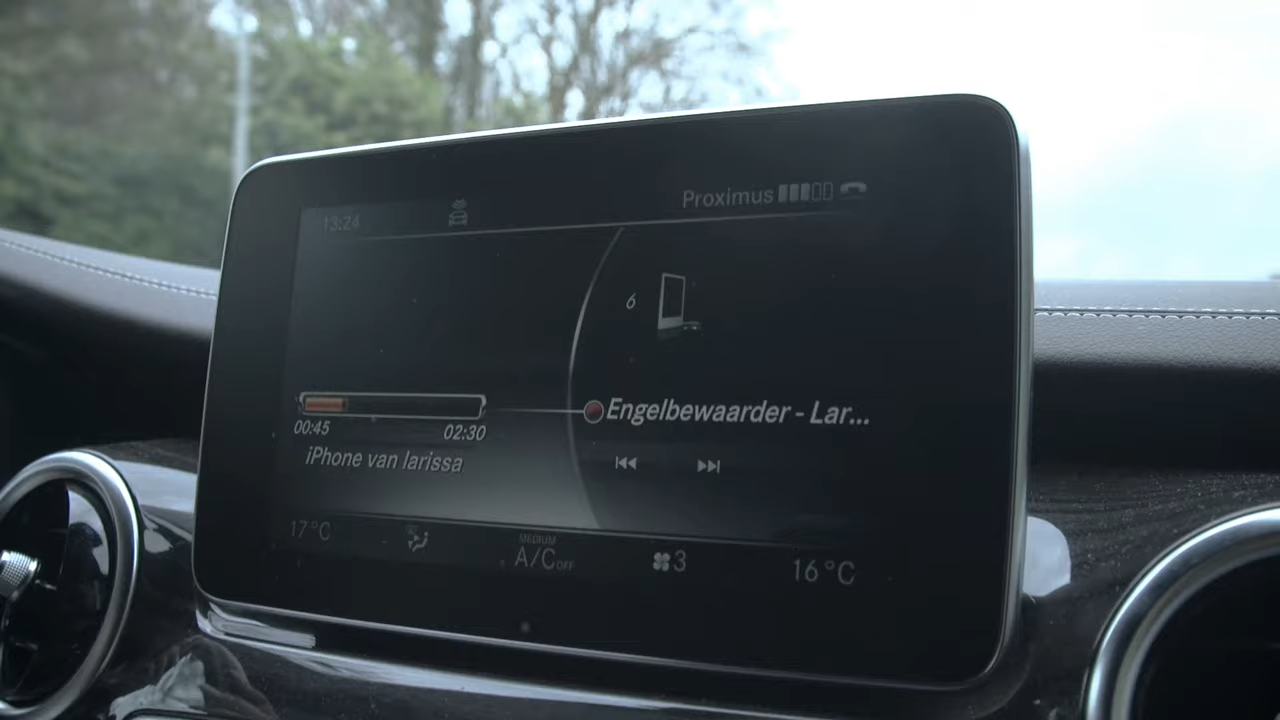 13:24
Proximus
6
Engelbewaarder - Lar...
00:45
02:30
iPhone van larissa
17°C
MEDIUM
A/C OFF
3
16°C